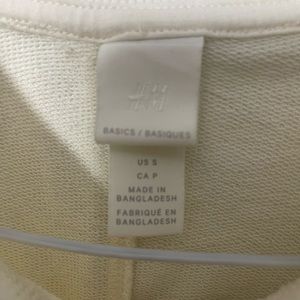 H&M
BASICS / BASIQUES
US S
CA P
MADE IN
BANGLADESH
FABRIQUÉ EN
BANGLADESH